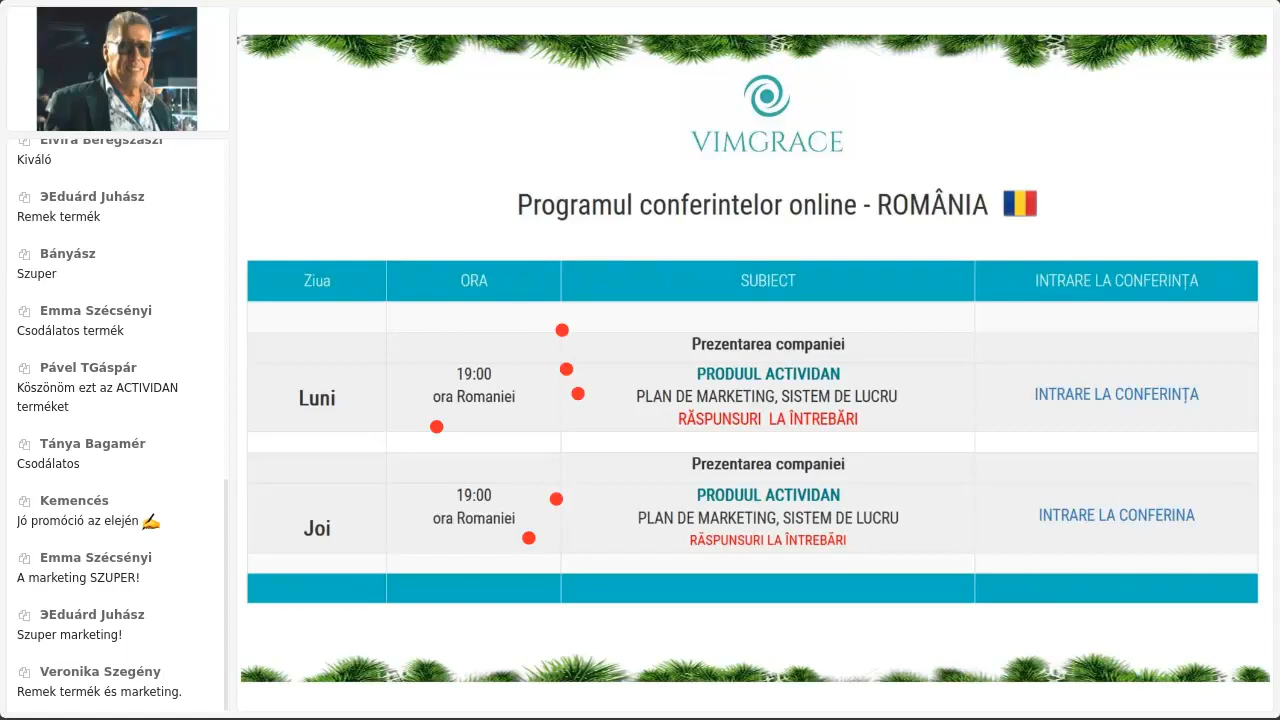 Elvira Beregszászi
Kiváló
ЭEduárd Juhász
Remek termék
Bányász
Szuper
Emma Szécsényi
Csodálatos termék
Pável TGáspár
Köszönöm ezt az ACTIVIDAN
terméket
Tánya Bagamér
Csodálatos
Kemencés
Jó promóció az elején ✍
Emma Szécsényi
A marketing SZUPER!
ЭEduárd Juhász
Szuper marketing!
Veronika Szegény
Remek termék és marketing.
VIMGRACE
Programul conferintelor online - ROMÂNIA
Ziua ORA SUBIECT INTRARE LA CONFERINȚA
Prezentarea companiei
19:00 PRODUUL ACTIVIDAN
Luni ora Romaniei PLAN DE MARKETING, SISTEM DE LUCRU INTRARE LA CONFERINȚA
RĂSPUNSURI LA ÎNTREBĂRI
Prezentarea companiei
19:00 PRODUUL ACTIVIDAN
Joi ora Romaniei PLAN DE MARKETING, SISTEM DE LUCRU INTRARE LA CONFERINA
RĂSPUNSURI LA ÎNTREBĂRI